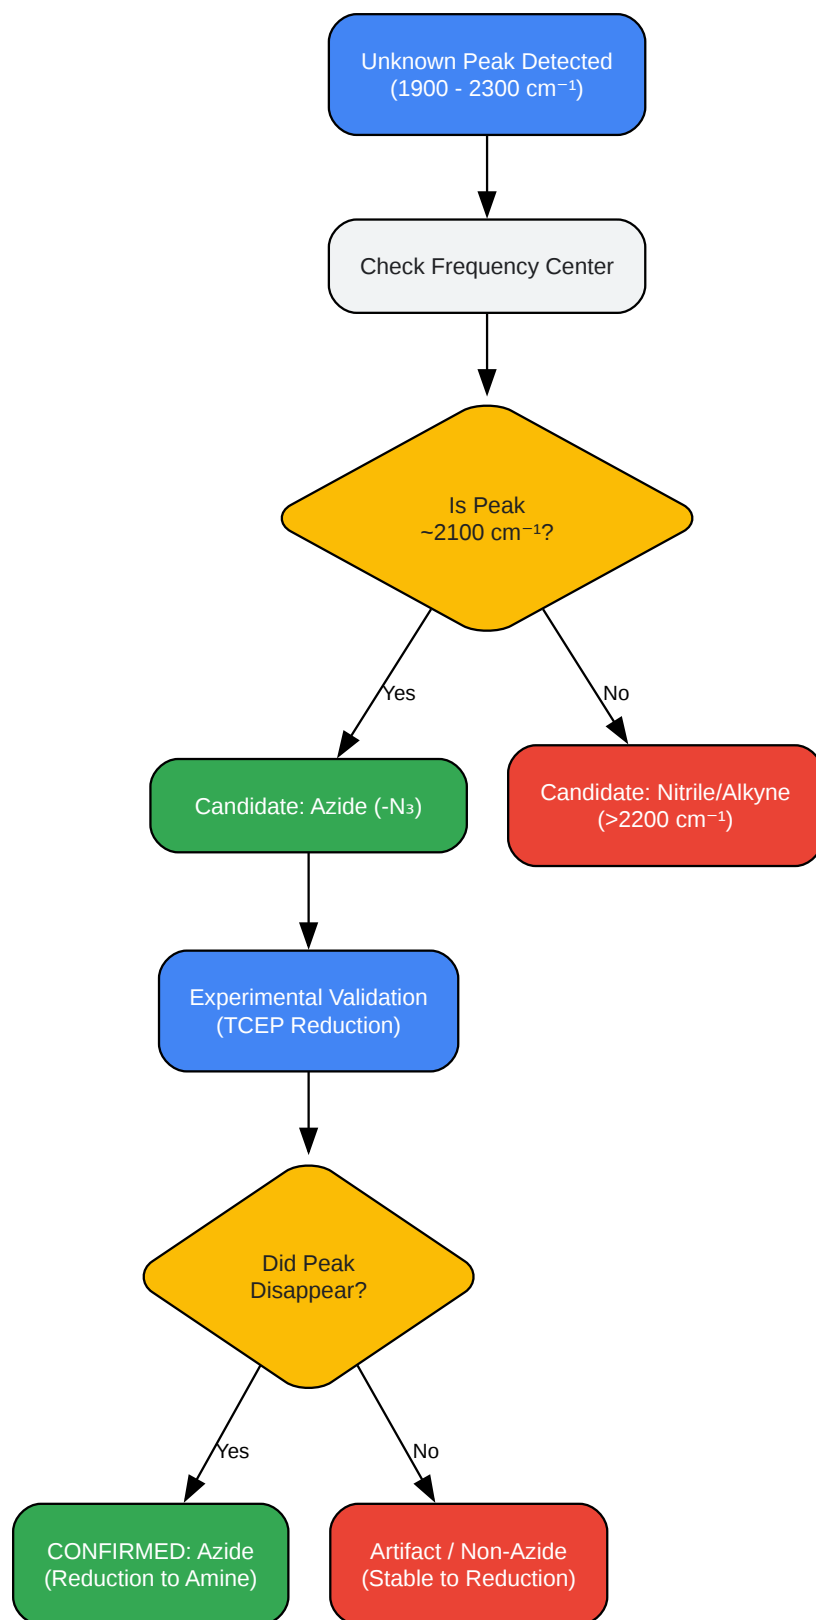 Unknown Peak Detected
(1900 - 2300 cm⁻¹)
Check Frequency Center
Is Peak
~2100 cm⁻¹?
Yes
No
Candidate: Azide (-N₃)
Candidate: Nitrile/Alkyne
(>2200 cm⁻¹)
Experimental Validation
(TCEP Reduction)
Did Peak
Disappear?
Yes
No
CONFIRMED: Azide
(Reduction to Amine)
Artifact / Non-Azide
(Stable to Reduction)